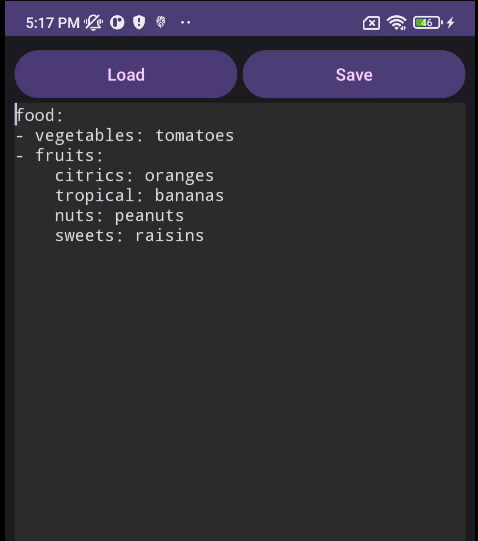 5:17 PM
46
Load Save
food:
- vegetables: tomatoes
- fruits:
    citrics: oranges
    tropical: bananas
    nuts: peanuts
    sweets: raisins